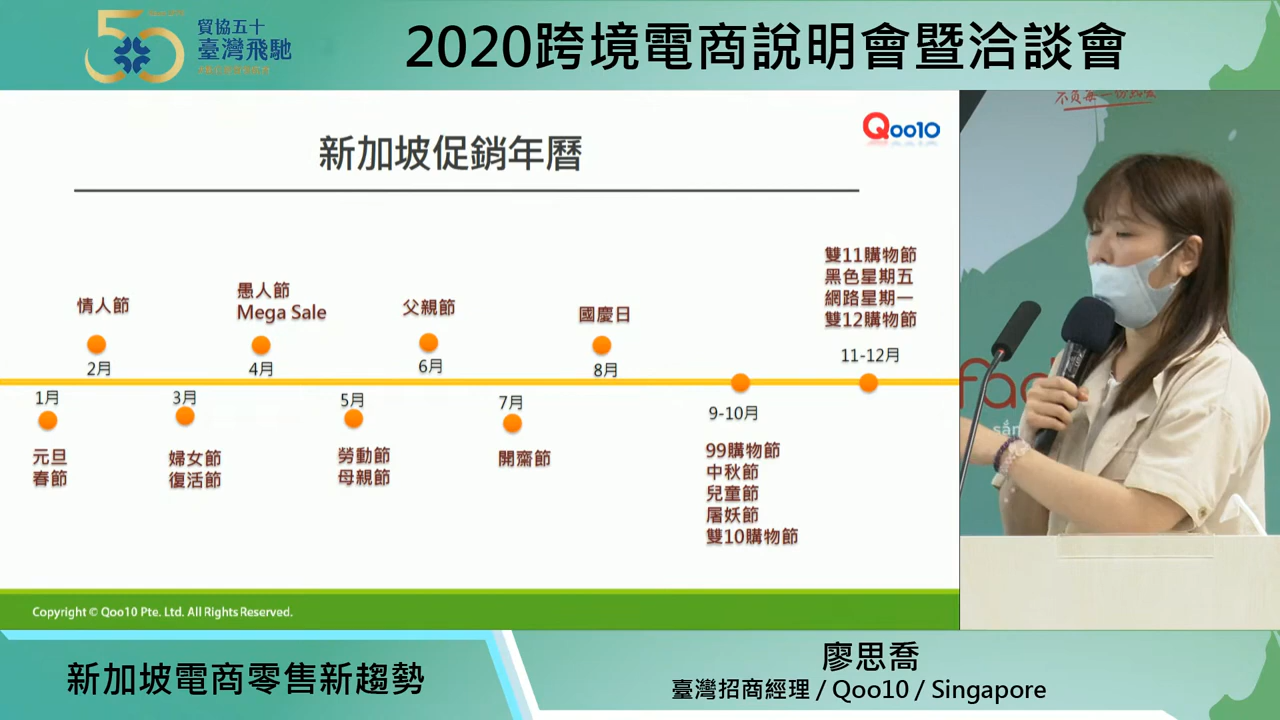 貿協五十
臺灣飛馳
2020跨境電商說明會暨洽談會
Qoo10
新加坡促銷年曆
情人節
2月
愚人節
Mega Sale
4月
父親節
6月
國慶日
8月
雙11購物節
黑色星期五
網路星期一
雙12購物節
11-12月
1月
元旦
春節
3月
婦女節
復活節
5月
勞動節
母親節
7月
開齋節
9-10月
99購物節
中秋節
兒童節
屠妖節
雙10購物節
Copyright © Qoo10 Pte. Ltd. All Rights Reserved.
新加坡電商零售新趨勢
廖思喬
臺灣招商經理 / Qoo10 / Singapore